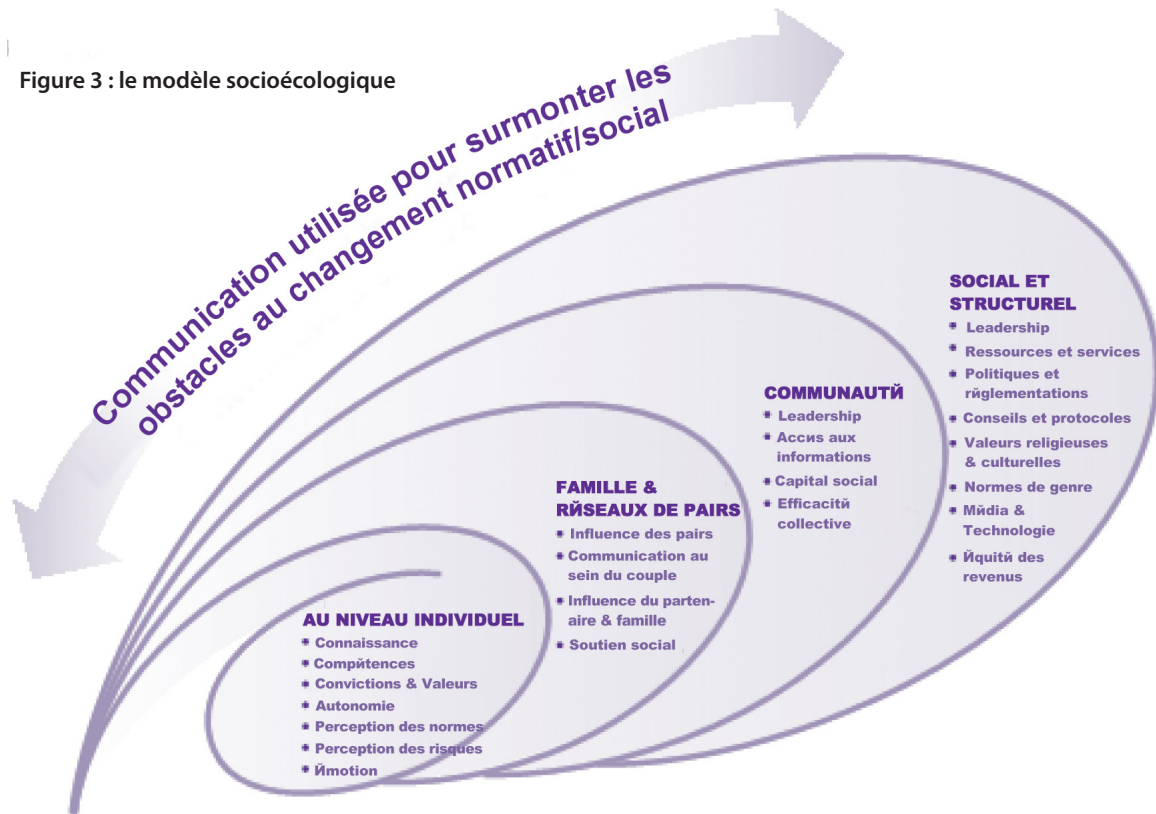 Figure 3 : le modèle socioécologique
Communication utilisée pour surmonter les
obstacles au changement normatif/social
AU NIVEAU INDIVIDUEL
Connaissance
Compйtences
Convictions & Valeurs
Autonomie
Perception des normes
Perception des risques
Йmotion
FAMILLE &
RЙSEAUX DE PAIRS
Influence des pairs
Communication au
sein du couple
Influence du parten-
aire & famille
Soutien social
COMMUNAUTЙ
Leadership
Accиs aux
informations
Capital social
Efficacitй
collective
SOCIAL ET
STRUCTUREL
Leadership
Ressources et services
Politiques et
rйglementations
Conseils et protocoles
Valeurs religieuses
& culturelles
Normes de genre
Mйdia &
Technologie
Йquitй des
revenus